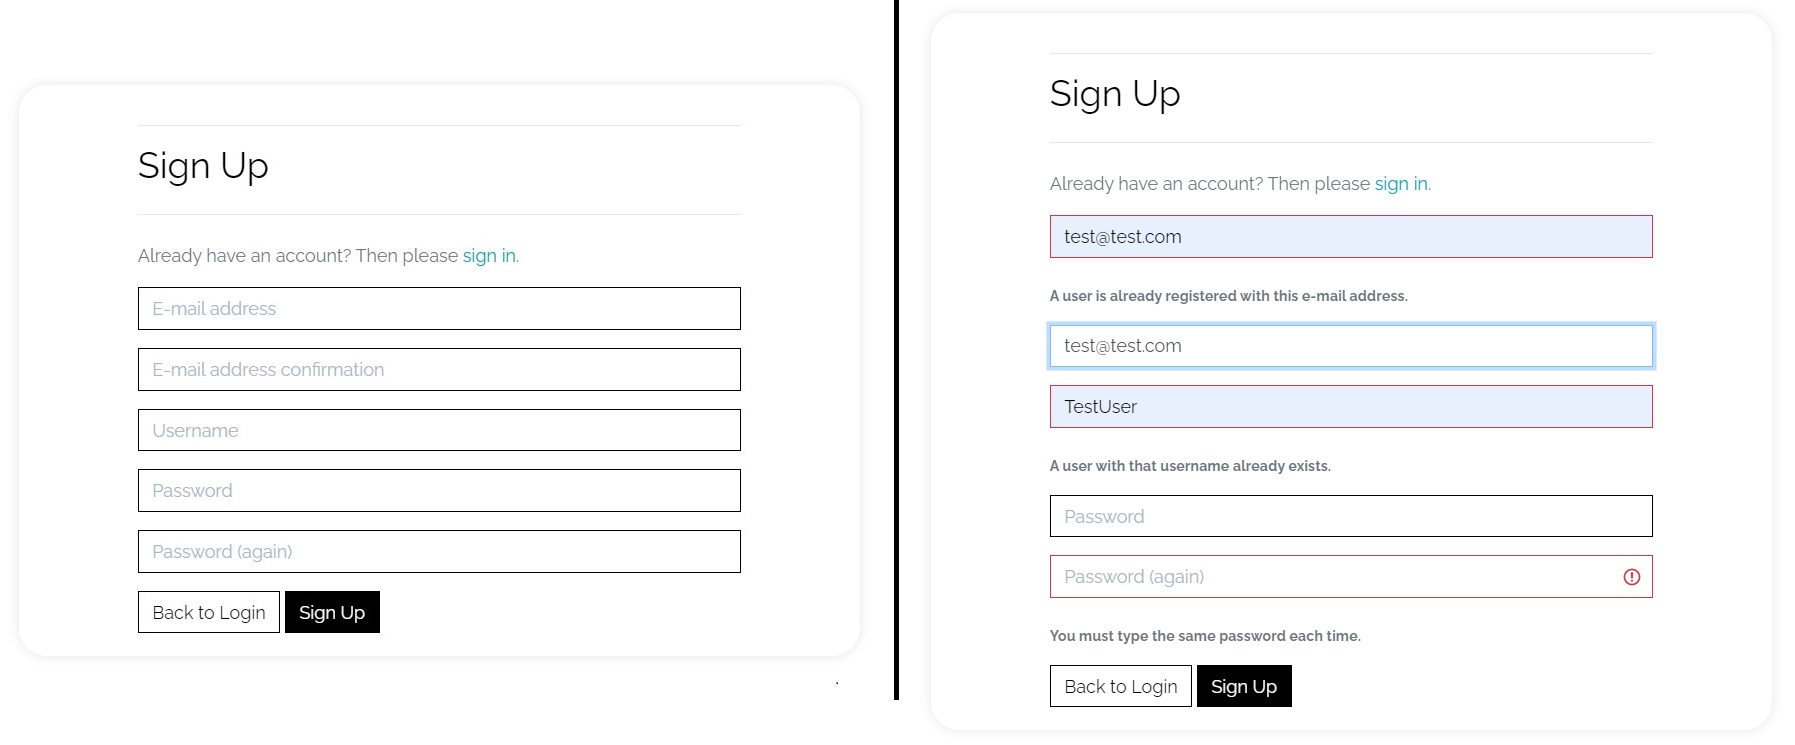 Sign Up
Already have an account? Then please sign in.
E-mail address
E-mail address confirmation
Username
Password
Password (again)
Back to Login Sign Up
.
Sign Up
Already have an account? Then please sign in.
test@test.com
A user is already registered with this e-mail address.
test@test.com
TestUser
A user with that username already exists.
Password
Password (again)
You must type the same password each time.
Back to Login Sign Up